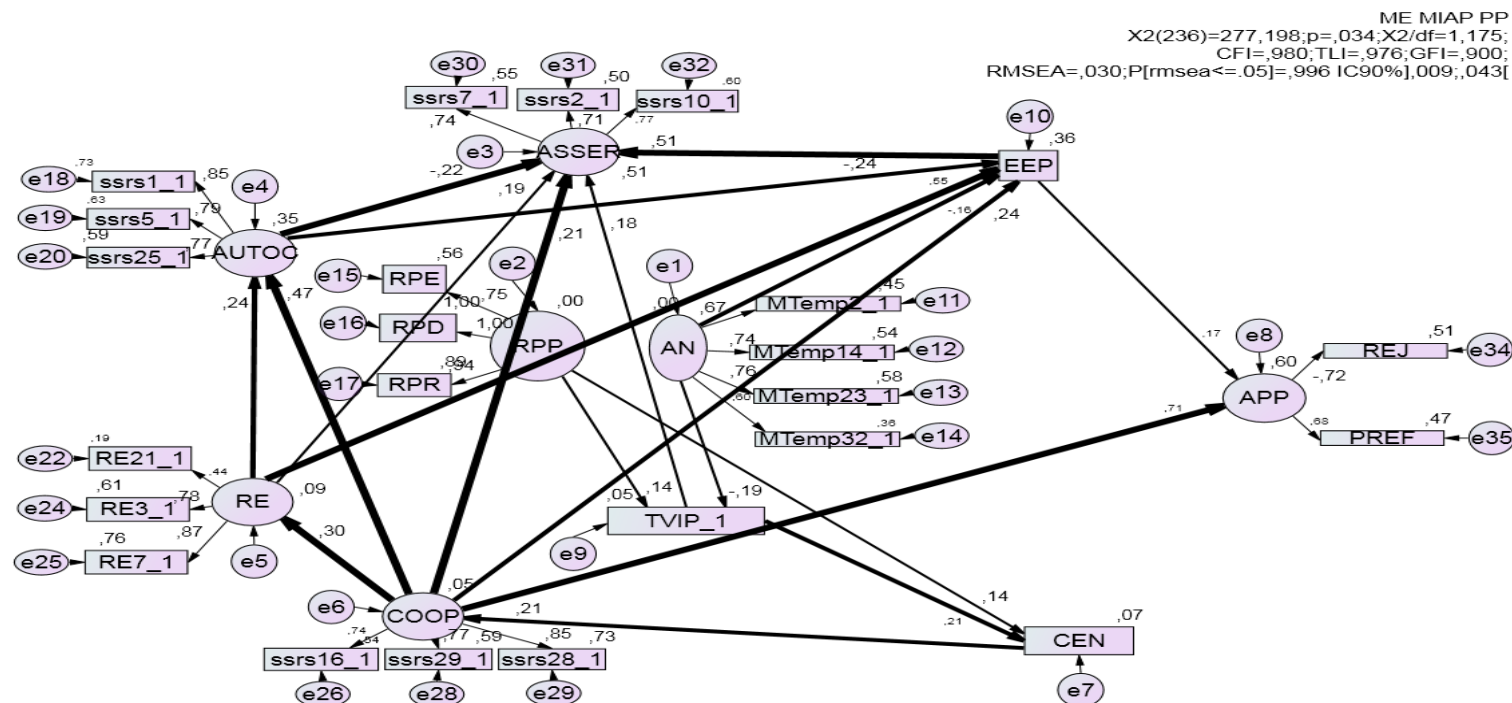 ME MIAP PP
X2(236)=277,198;p=,034;X2/df=1,175;
CFI=,980;TLI=,976;GFI=,900;
RMSEA=,030;P[rmsea<=.05]=,996 IC90%],009;,043[
e30
,55
e31
,50
e32
.60
ssrs7_1
ssrs2_1
ssrs10_1
,74
,71
.77
e10
,36
e3
ASSER
,51
EEP
-,24
,51
e18
.73
ssrs1_1
,85
e4
-,22
,19
.55
-,16
,24
e19
.63
ssrs5_1
,79
,35
,18
e20
,59
ssrs25_1
,77
AUTOC
,21
e15
,56
RPE
e2
e1
,24
,47
,75
,00
,00
,67
MTemp2_1
,45
e11
e16
RPD
1,00
1,00
RPP
AN
,74
MTemp14_1
,54
e12
.17
e8
,60
REJ
,51
e34
e17
RPR
,89
,94
,76
MTemp23_1
,58
e13
-,72
APP
.60
MTemp32_1
.36
e14
.71
.68
PREF
,47
e35
e22
.19
RE21_1
.44
e24
,61
RE3_1
,78
RE
,09
,05
,14
-,19
TVIP_1
e25
,76
RE7_1
,87
e5
,30
e9
e6
COOP
,05
,21
,14
.21
CEN
,07
.74
,54
,77
,59
,85
,73
ssrs16_1
ssrs29_1
ssrs28_1
e26
e28
e29
e7